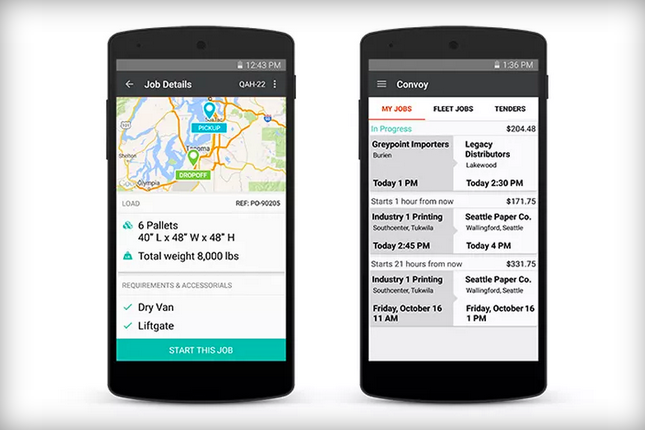 12:43 PM
Job Details
QAH-22
PICKUP
Tacoma
DROPOFF
Shelton
Olympia
LOAD
REF: PO-90205
6 Pallets
40" L x 48" W x 48" H
Total weight 8,000 lbs
REQUIREMENTS & ACCESSORIALS
Dry Van
Liftgate
START THIS JOB
1:36 PM
Convoy
MY JOBS
FLEET JOBS
TENDERS
In Progress
$204.48
Greypoint Importers
Burien
Today 1 PM
Legacy
Distributors
Lakewood
Today 2:30 PM
Starts 1 hour from now
$171.75
Industry 1 Printing
Southcenter, Tukwila
Today 2:45 PM
Seattle Paper Co.
Wallingford, Seattle
Today 4 PM
Starts 21 hours from now
$331.75
Industry 1 Printing
Southcenter, Tukwila
Friday, October 16
11 AM
Seattle Paper Co.
Wallingford, Seattle
Friday, October 16
1 PM